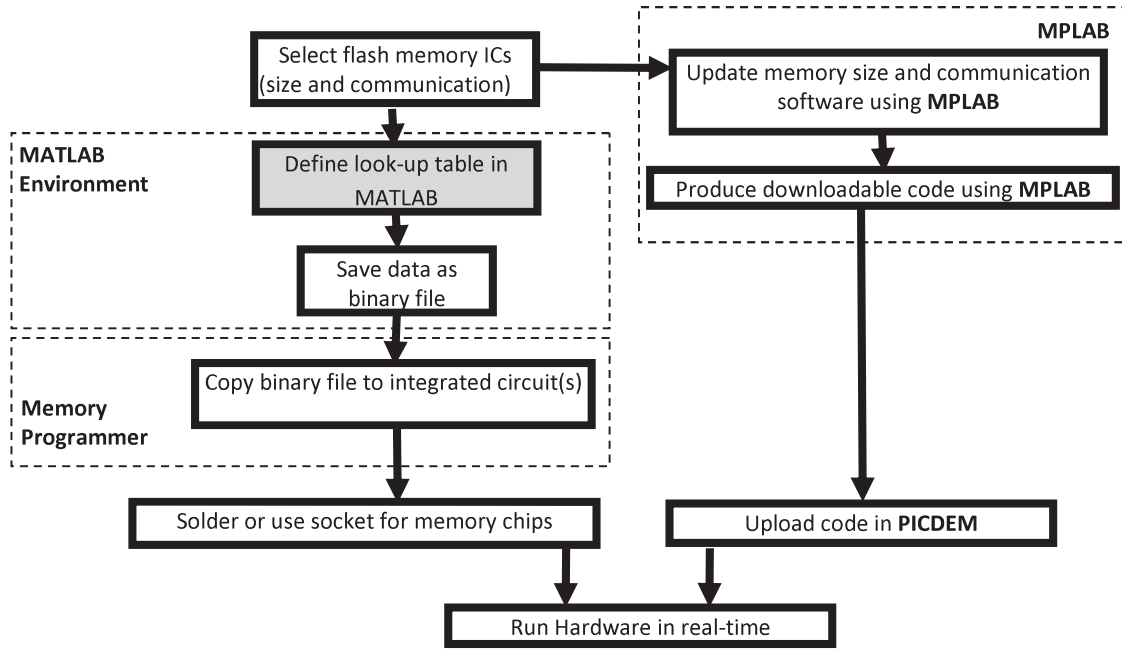 Select flash memory ICs
(size and communication)
MPLAB
Update memory size and communication
software using MPLAB
Produce downloadable code using MPLAB
MATLAB
Environment
Define look-up table in
MATLAB
Save data as
binary file
Memory
Programmer
Copy binary file to integrated circuit(s)
Solder or use socket for memory chips
Upload code in PICDEM
Run Hardware in real-time